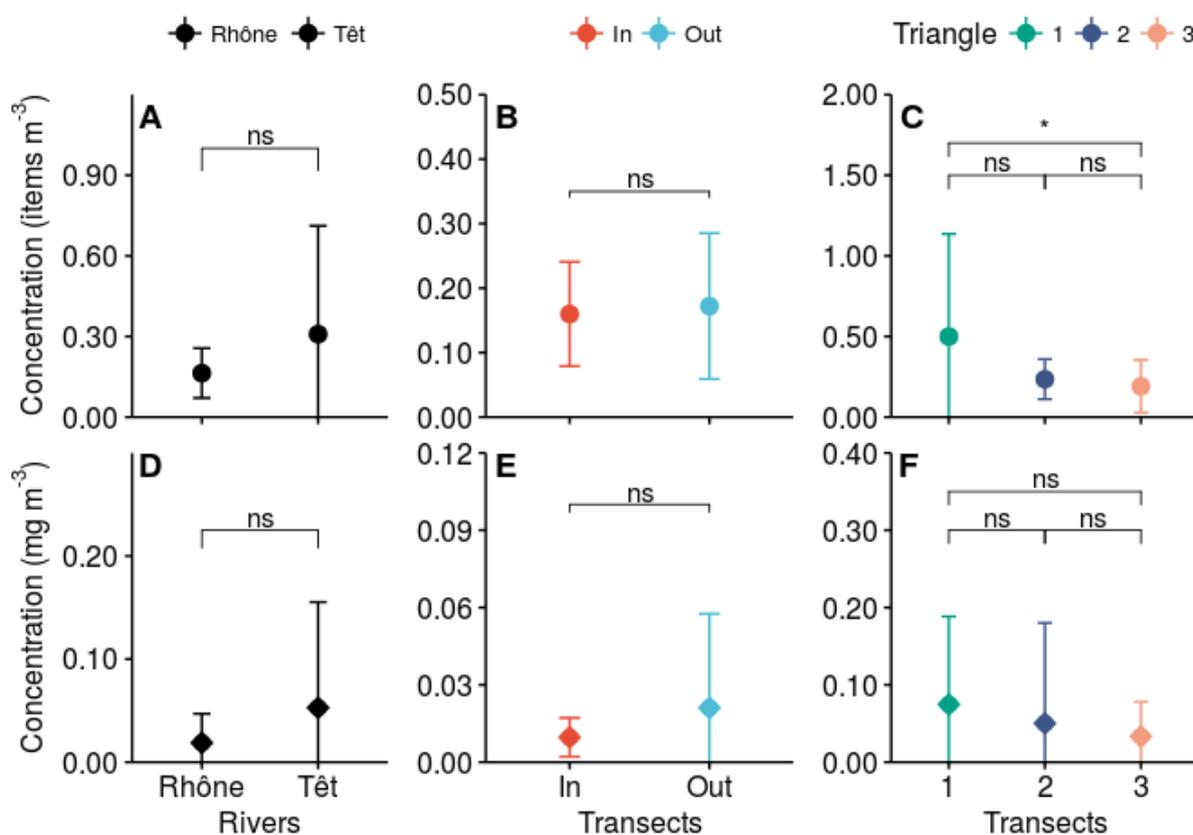 Rhône Têt In Out Triangle 1 2 3
Concentration (items m⁻³)
A
ns
0.90
0.60
0.30
0.00
B
0.50
0.40
0.30
0.20
0.10
0.00
ns
C
2.00
1.50
1.00
0.50
0.00
*
ns ns
Concentration (mg m⁻³)
D
ns
0.20
0.10
0.00
Rhône Têt
Rivers
E
0.12
0.09
0.06
0.03
0.00
ns
In Out
Transects
F
0.40
0.30
0.20
0.10
0.00
ns
ns ns
1 2 3
Transects